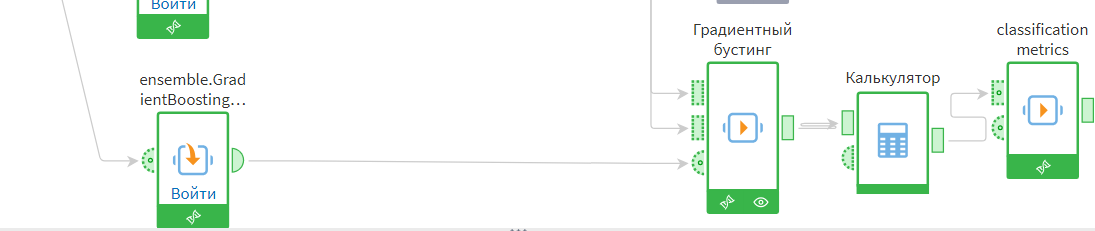 Войти
Градиентный
бустинг
classification
metrics
ensemble.Grad
ientBoosting...
Калькулятор
Войти